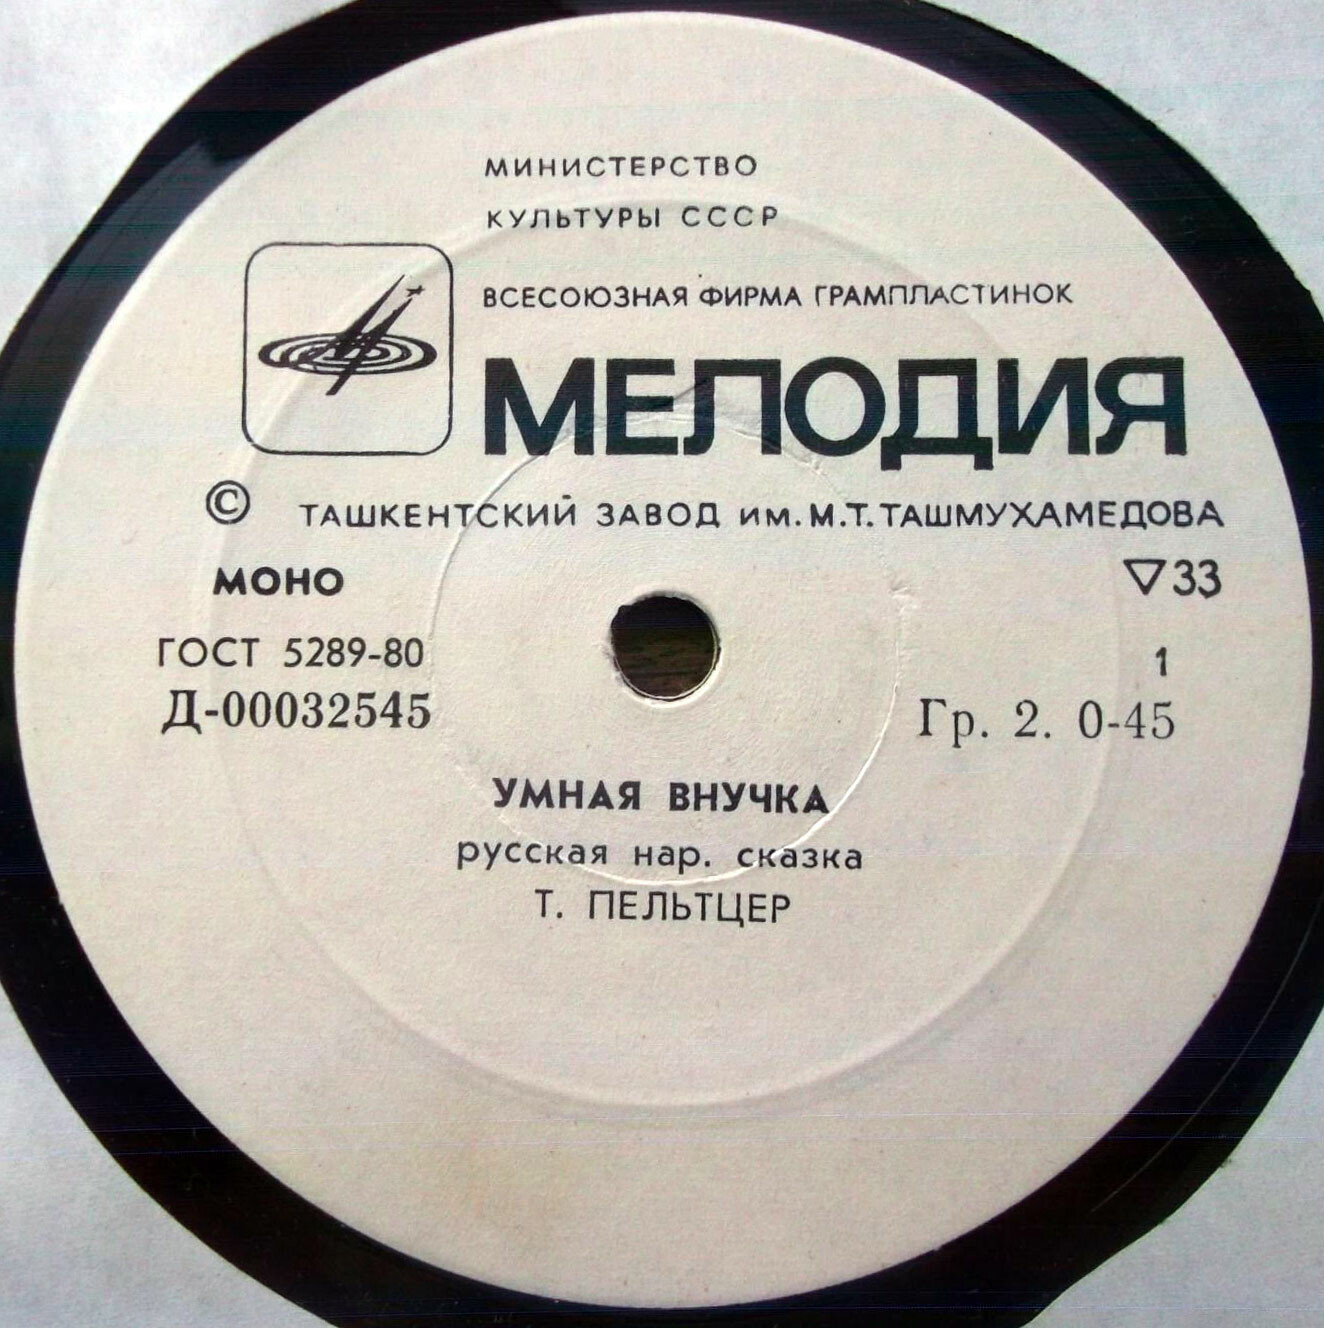 МИНИСТЕРСТВО
КУЛЬТУРЫ СССР
ВСЕСОЮЗНАЯ ФИРМА ГРАМПЛАСТИНОК
МЕЛОДИЯ
© ТАШКЕНТСКИЙ ЗАВОД им. М.Т. ТАШМУХАМЕДОВА
МОНО ▽33
ГОСТ 5289-80 1
Д-00032545 Гр. 2. 0-45
УМНАЯ ВНУЧКА
русская нар. сказка
Т. ПЕЛЬТЦЕР